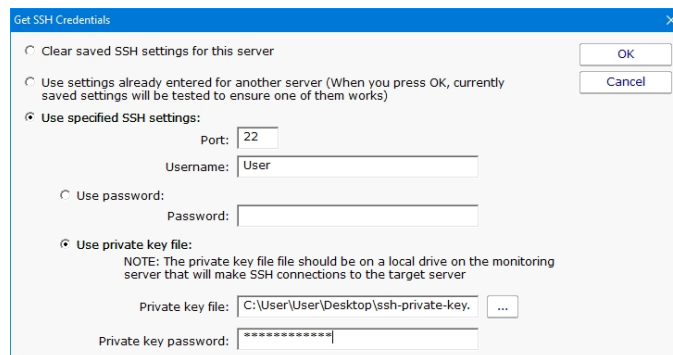 Get SSH Credentials
Clear saved SSH settings for this server
OK
Use settings already entered for another server (When you press OK, currently
saved settings will be tested to ensure one of them works)
Cancel
Use specified SSH settings:
Port: 22
Username: User
Use password:
Password:
Use private key file:
NOTE: The private key file file should be on a local drive on the monitoring
server that will make SSH connections to the target server
Private key file: C:\User\User\Desktop\ssh-private-key. ...
Private key password: ************